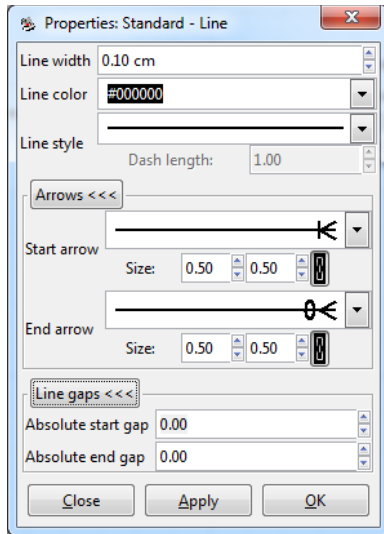 Properties: Standard - Line
Line width 0.10 cm
Line color #000000
Line style
Dash length: 1.00
Arrows <<<
Start arrow
Size: 0.50 0.50
End arrow
Size: 0.50 0.50
Line gaps <<<
Absolute start gap 0.00
Absolute end gap 0.00
Close Apply OK